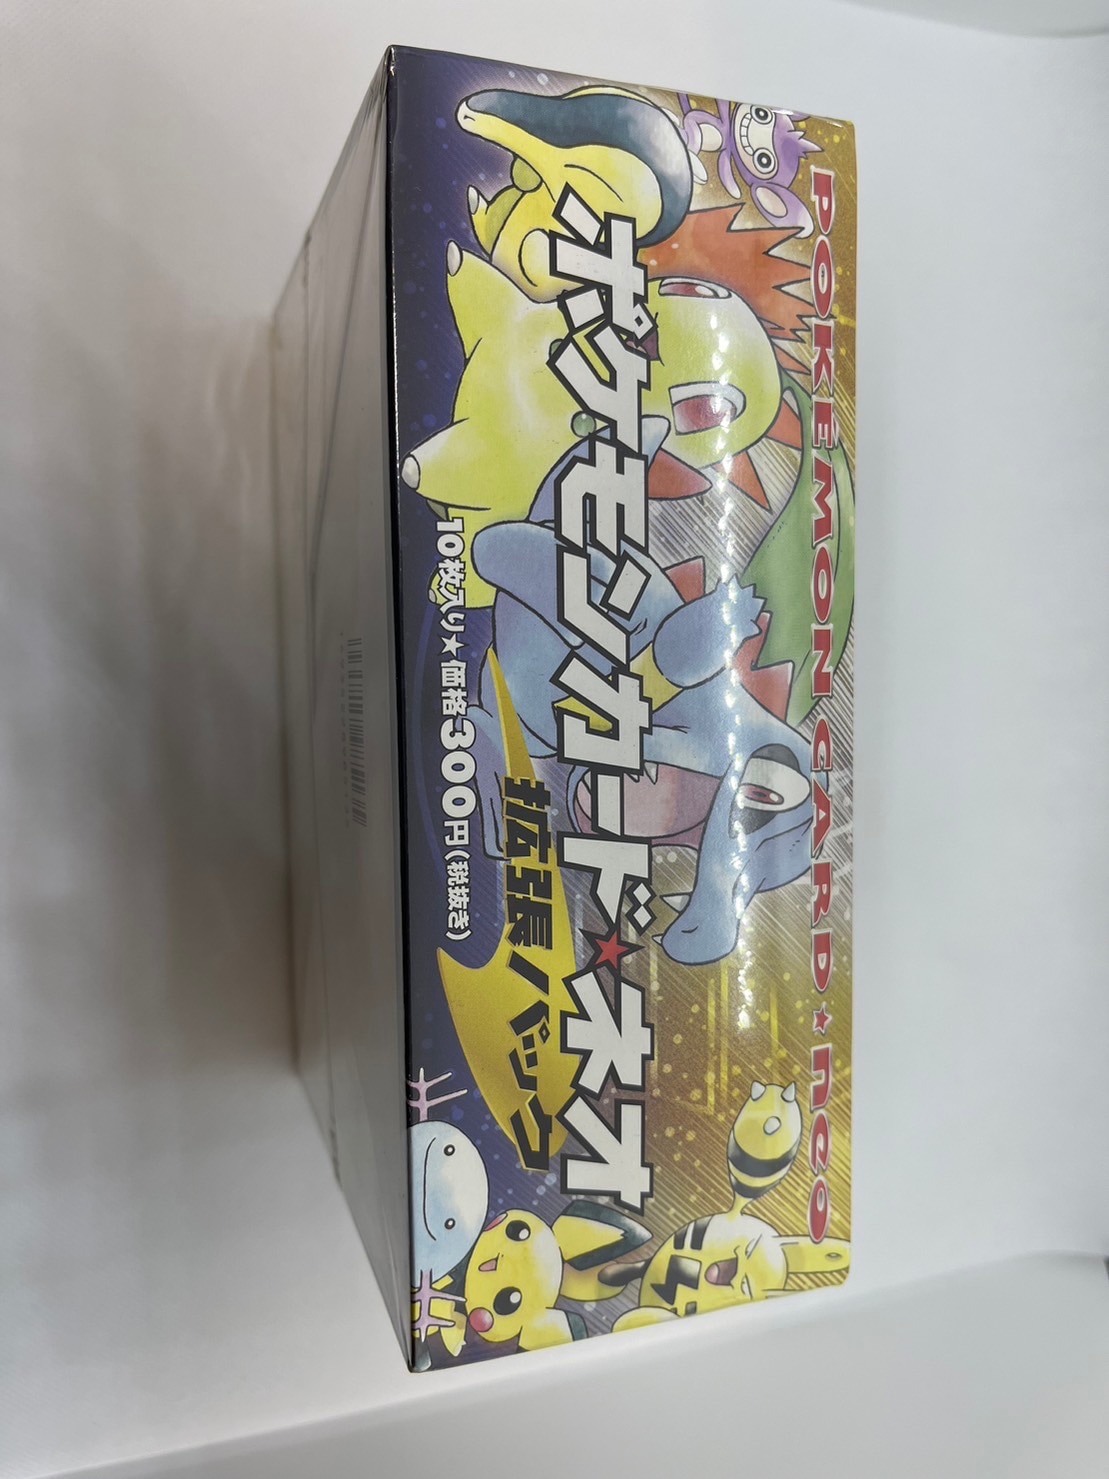 POKÉMON CARD★neo
ポケモンカード★ネオ
拡張パック
10枚入り★価格300円(税抜き)